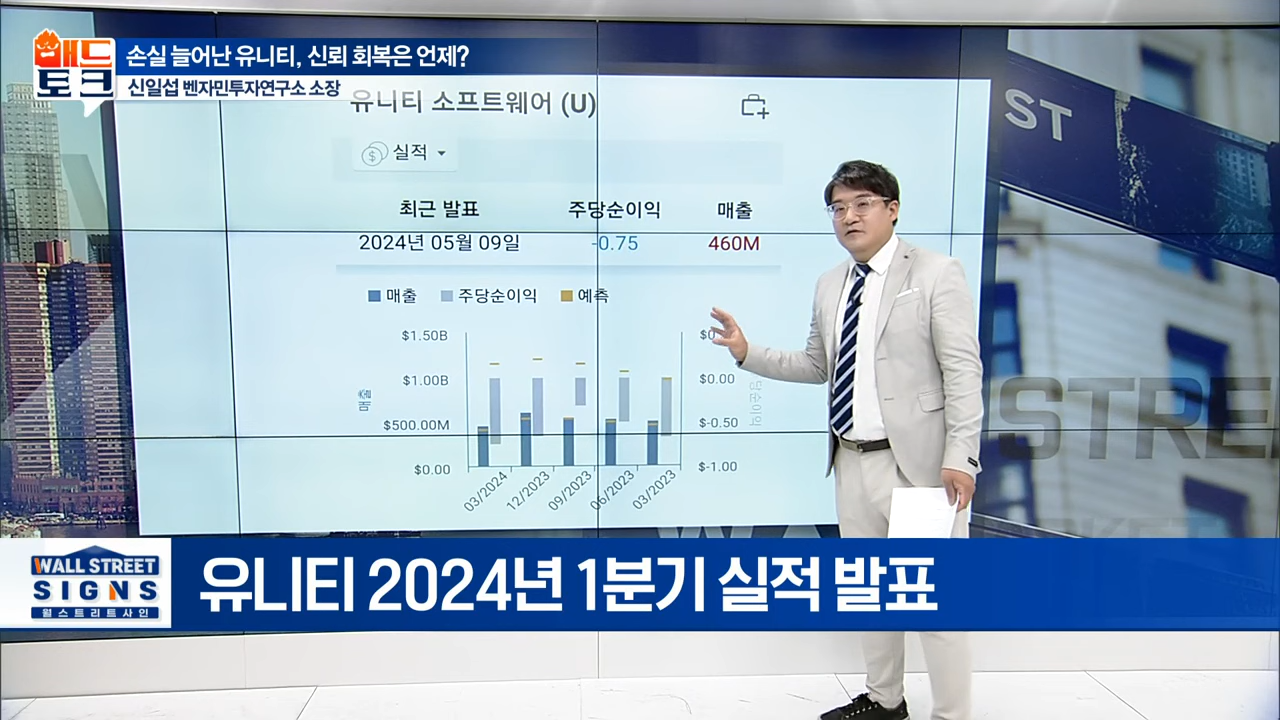 매드
토크
손실 늘어난 유니티, 신뢰 회복은 언제?
신일섭 벤자민투자연구소 소장
유니티 소프트웨어 (U)
실적
최근 발표 주당순이익 매출
2024년 05월 09일 -0.75 460M
매출 주당순이익 예측
$1.50B
$1.00B $0.00
$500.00M $-0.50
$0.00 $-1.00
매출
03/2024 12/2023 09/2023 06/2023 03/2023
ST
WALL STREET
SIGNS
월스트리트사인
유니티 2024년 1분기 실적 발표